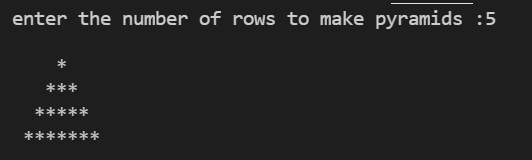 enter the number of rows to make pyramids :5
*
***
*****
*******